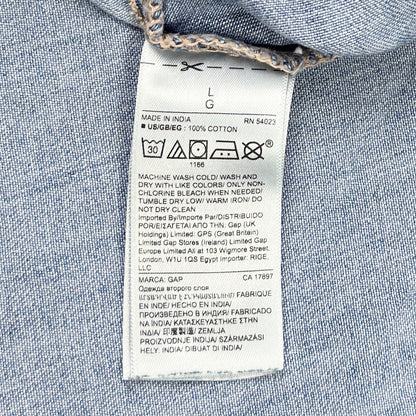 L
G
MADE IN INDIA RN 54023
■ US/GB/EG : 100% COTTON
30
1166
MACHINE WASH COLD/ WASH AND
DRY WITH LIKE COLORS/ ONLY NON-
CHLORINE BLEACH WHEN NEEDED/
TUMBLE DRY LOW/ WARM IRON/ DO
NOT DRY CLEAN
Imported By/Importe Par/DISTRIBUIDO
POR/ΕΙΣΑΓΕΤΑΙ ΑΠΟ ΤΗΝ: Gap (UK
Holdings) Limited: GPS (Great Britain)
Limited Gap Stores (Ireland) Limited Gap
Europe Limited All at 103 Wigmore Street,
London, W1U 1QS Egypt Importer: RIGE,
LLC
MARCA: GAP CA 17897
Одежда второго слоя
FABRIQUE
EN INDE/ HECHO EN INDIA/
ПРОИЗВЕДЕНО В ИНДИЯ/ FABRICADO
NA INDIA/ ΚΑΤΑΣΚΕΥΑΣΤΗΚΕ ΣΤΗΝ
INDIA/ 印度製造/ ZEMLJA
PROIZVODNJE INDIJA/ SZÁRMAZÁSI
HELY: INDIA/ DIBUAT DI INDIA/